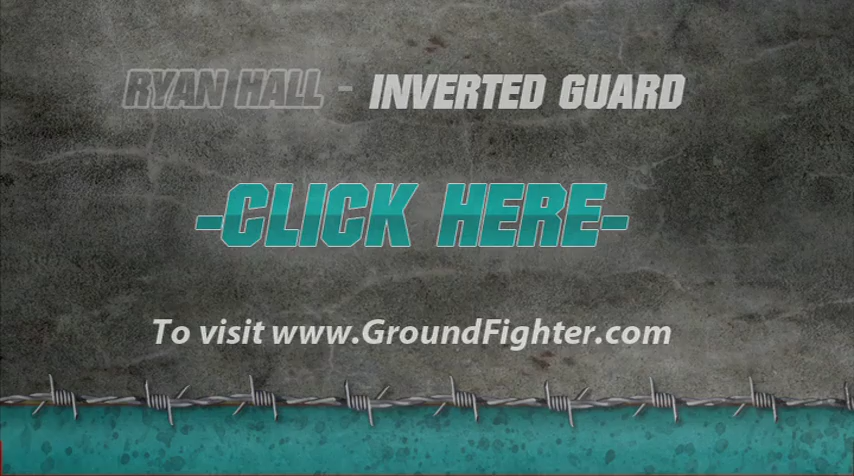 RYAN HALL - INVERTED GUARD
-CLICK HERE-
To visit www.GroundFighter.com